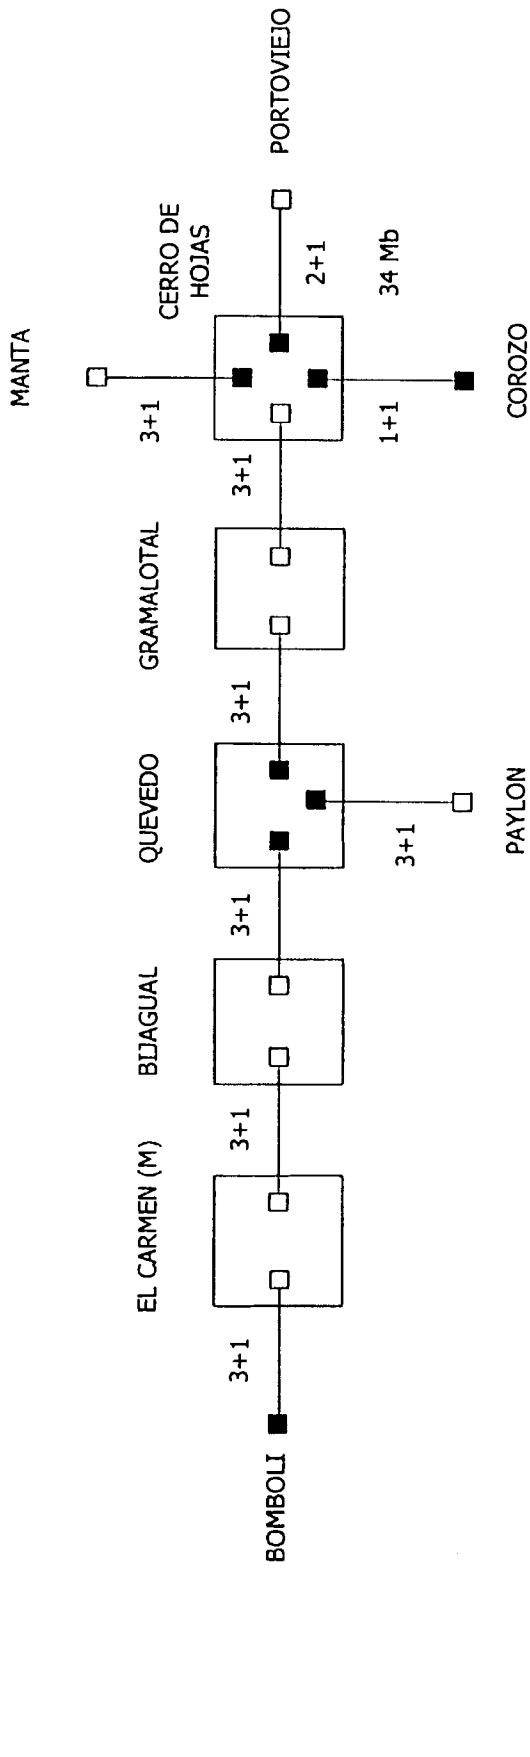 MANTA
CERRO DE
HOJAS
PORTOVIEJO
3+1
3+1
2+1
34 Mb
1+1
COROZO
GRAMALOTAL
3+1
QUEVEDO
3+1
3+1
PAYLON
BIJAGUAL
3+1
EL CARMEN (M)
3+1
BOMBOLI